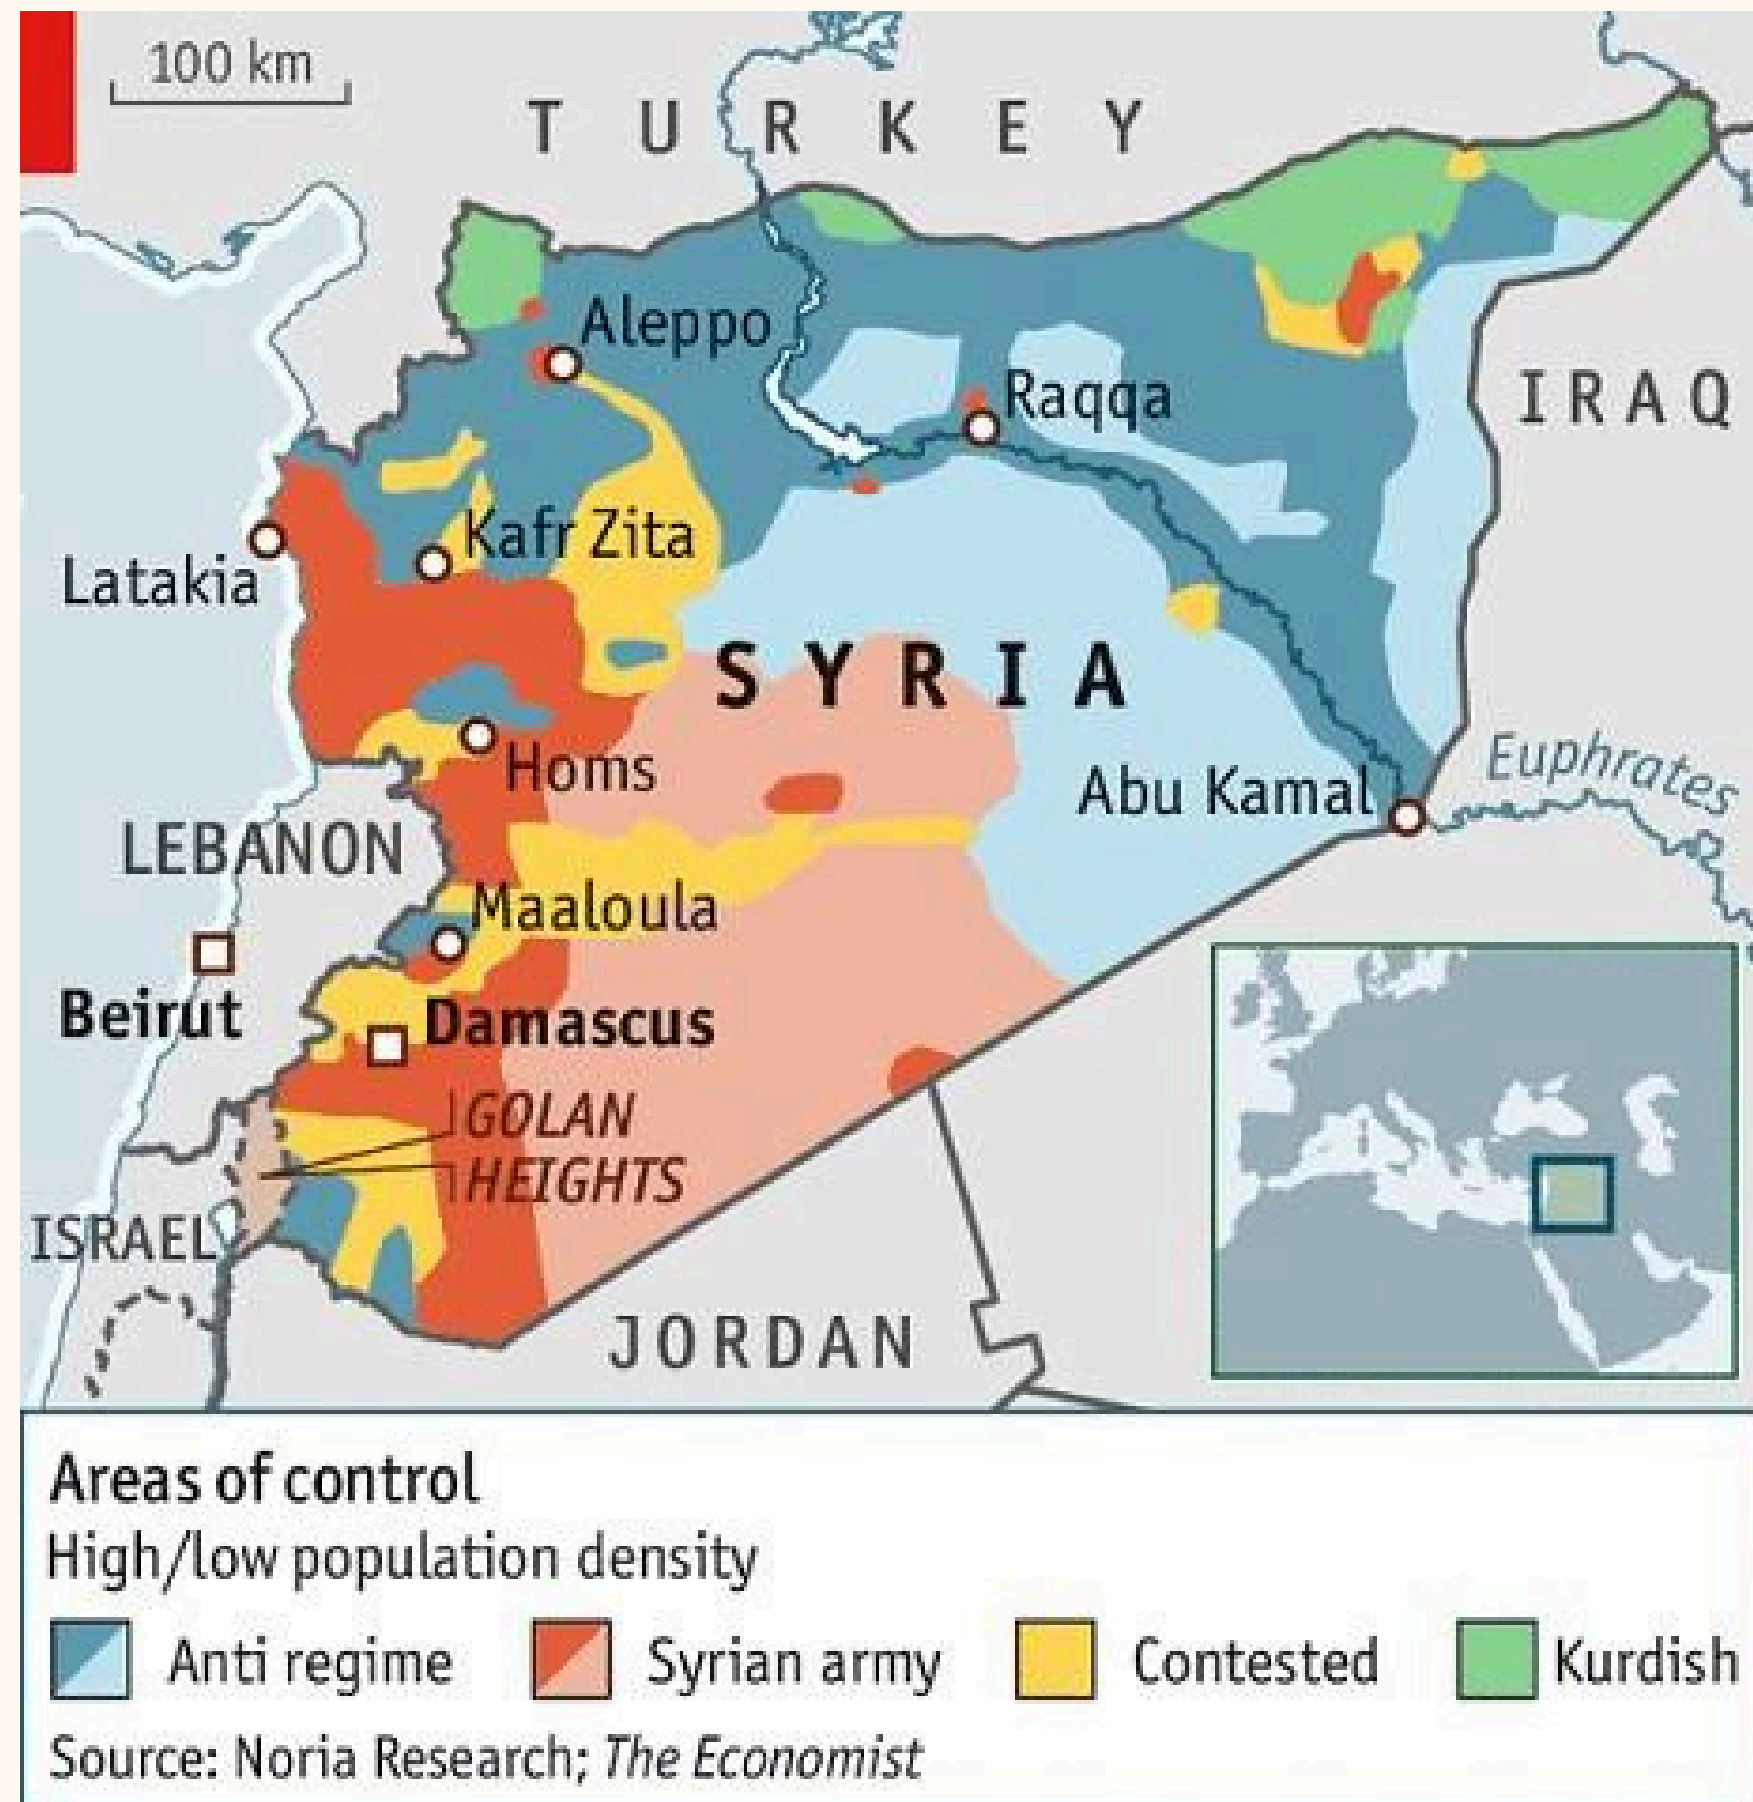 100 km
TURKEY
Aleppo
Raqqa
IRAQ
Kafr Zita
Latakia
SYRIA
Homs
Euphrates
Abu Kamal
LEBANON
Maaloula
Beirut
Damascus
GOLAN
HEIGHTS
ISRAEL
JORDAN
Areas of control
High/low population density
Anti regime Syrian army Contested Kurdish
Source: Noria Research; The Economist